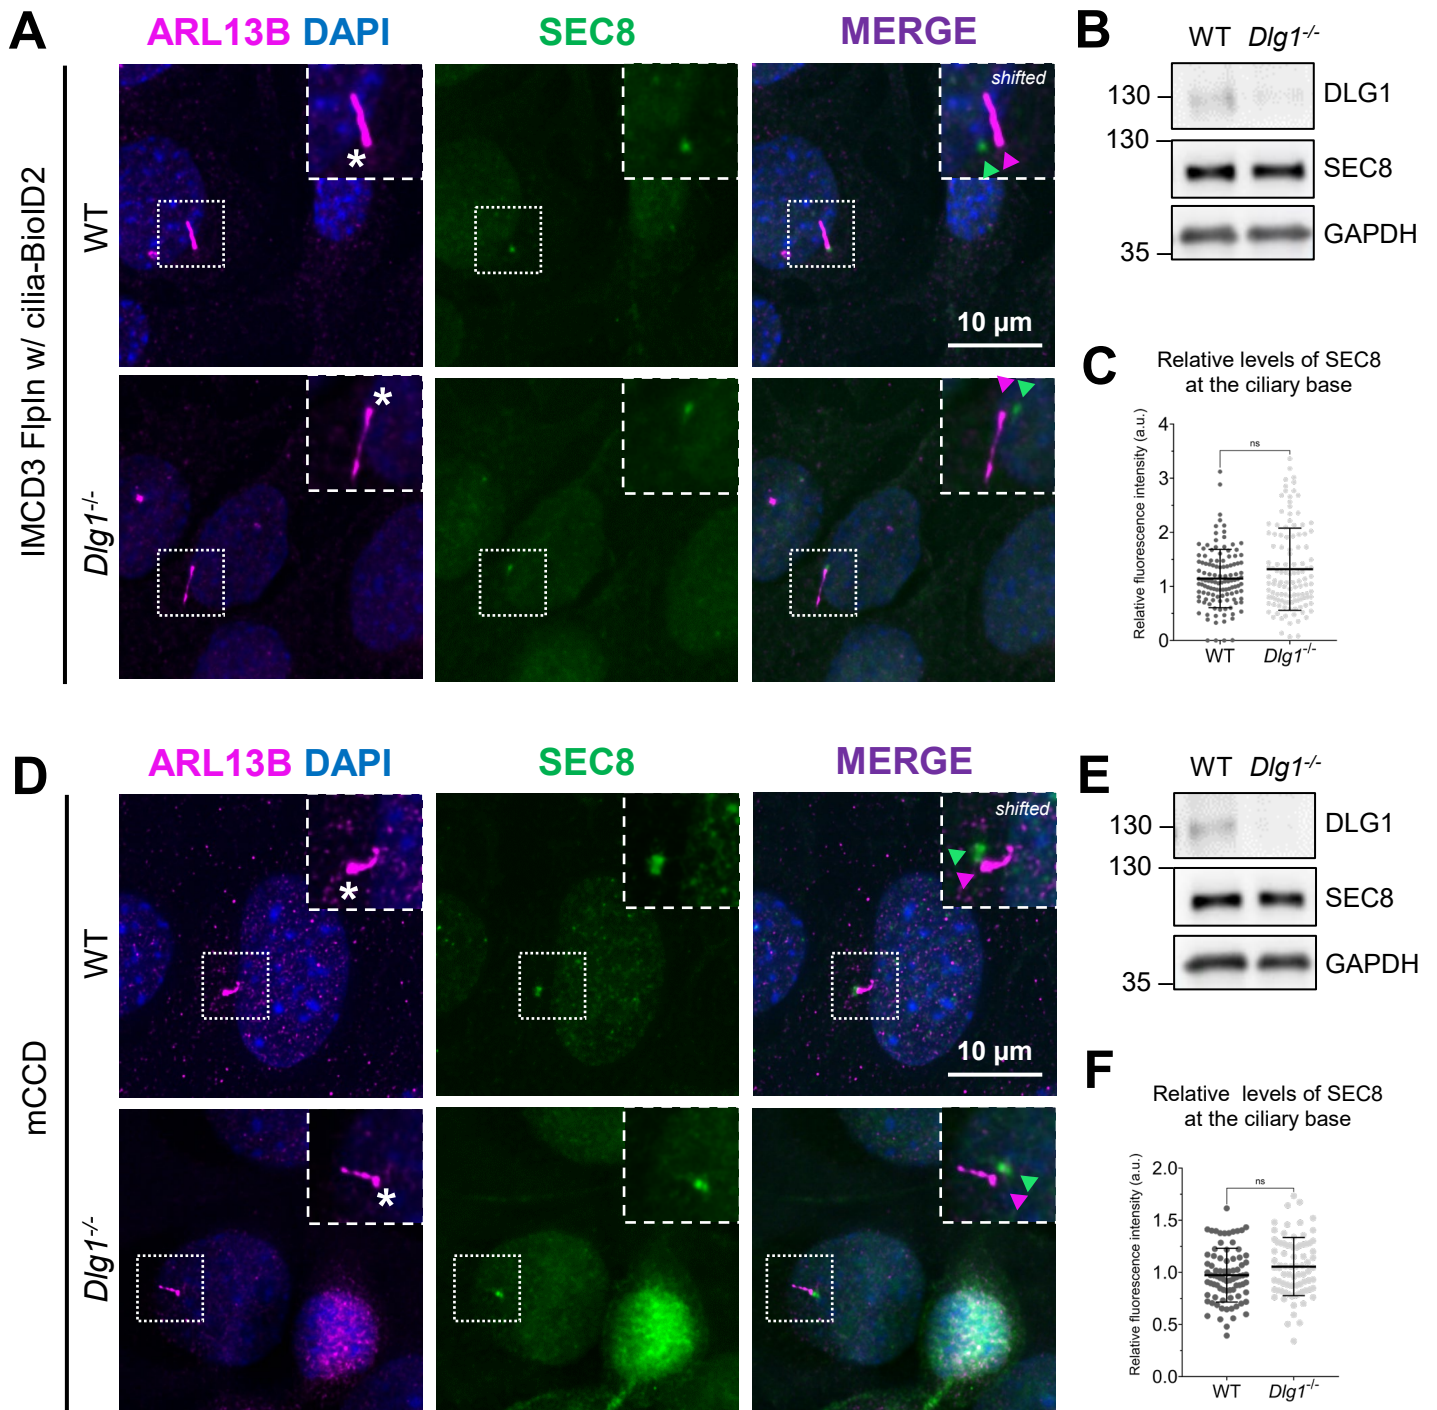 A
ARL13B DAPI
SEC8
MERGE
IMCD3 FlpIn w/ cilia-BioID2
WT
*
shifted
10 µm
Dlg1-/-
*
B
WT Dlg1-/-
130
DLG1
130
SEC8
GAPDH
35
C
Relative levels of SEC8
at the ciliary base
Relative fluorescence intensity (a.u.)
4
3
2
1
0
ns
WT
Dlg1-/-
D
ARL13B DAPI
SEC8
MERGE
mCCD
WT
*
shifted
10 µm
Dlg1-/-
*
E
WT Dlg1-/-
130
DLG1
130
SEC8
GAPDH
35
F
Relative levels of SEC8
at the ciliary base
Relative fluorescence intensity (a.u.)
2.0
1.5
1.0
0.5
0.0
ns
WT
Dlg1-/-